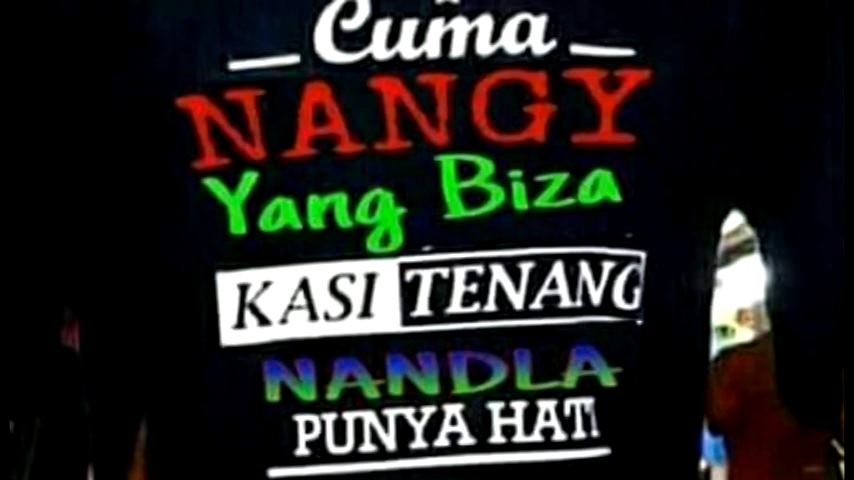 Cuma
NANGY
Yang Biza
KASI TENANG
NANDLA
PUNYA HATI